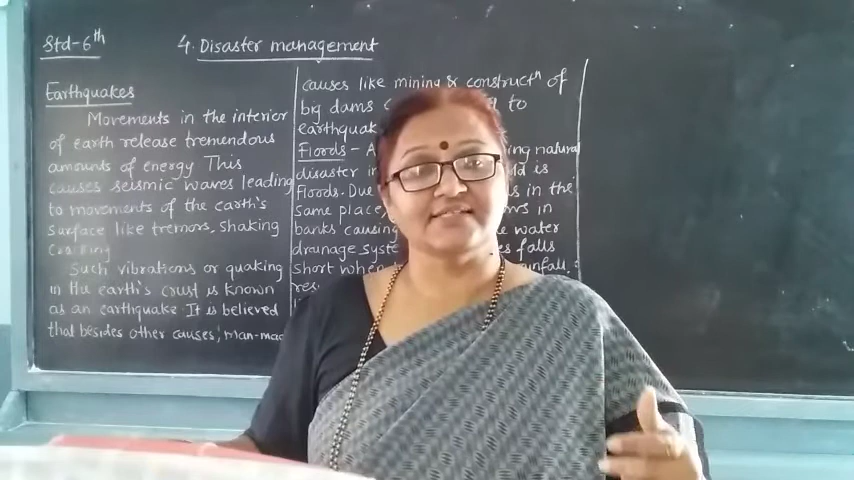 Std-6th
4. Disaster management
Earthquakes
Movements in the interior
of earth release tremendous
amounts of energy This
causes seismic waves leading
to movements of the earth's
surface like tremors, shaking
Cracking
Such vibrations or quaking
in the earth's crust is known
as an earthquake It is believed
that besides other causes, man-mad
causes like mining & constructn of
big dams to
earthquak
Floods - A ing natural
disaster in is
floods. Due in the
same place, in
banks causing water
drainage syste falls
short when
res